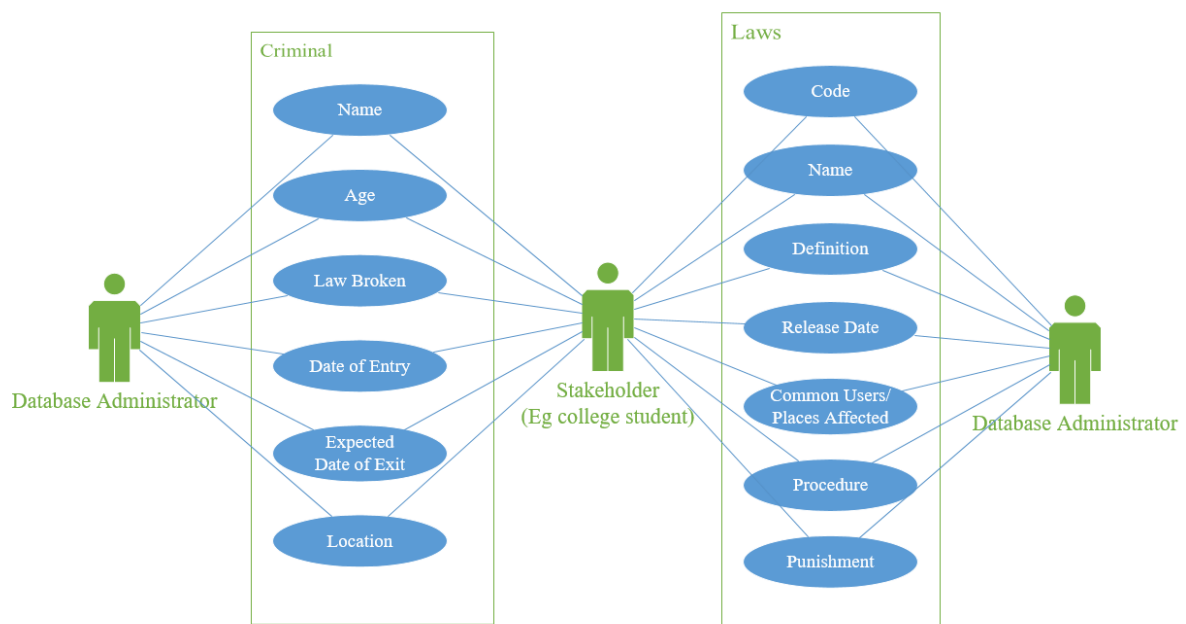 Criminal
Name
Age
Law Broken
Date of Entry
Expected
Date of Exit
Location
Database Administrator
Stakeholder
(Eg college student)
Laws
Code
Name
Definition
Release Date
Common Users/
Places Affected
Procedure
Punishment
Database Administrator